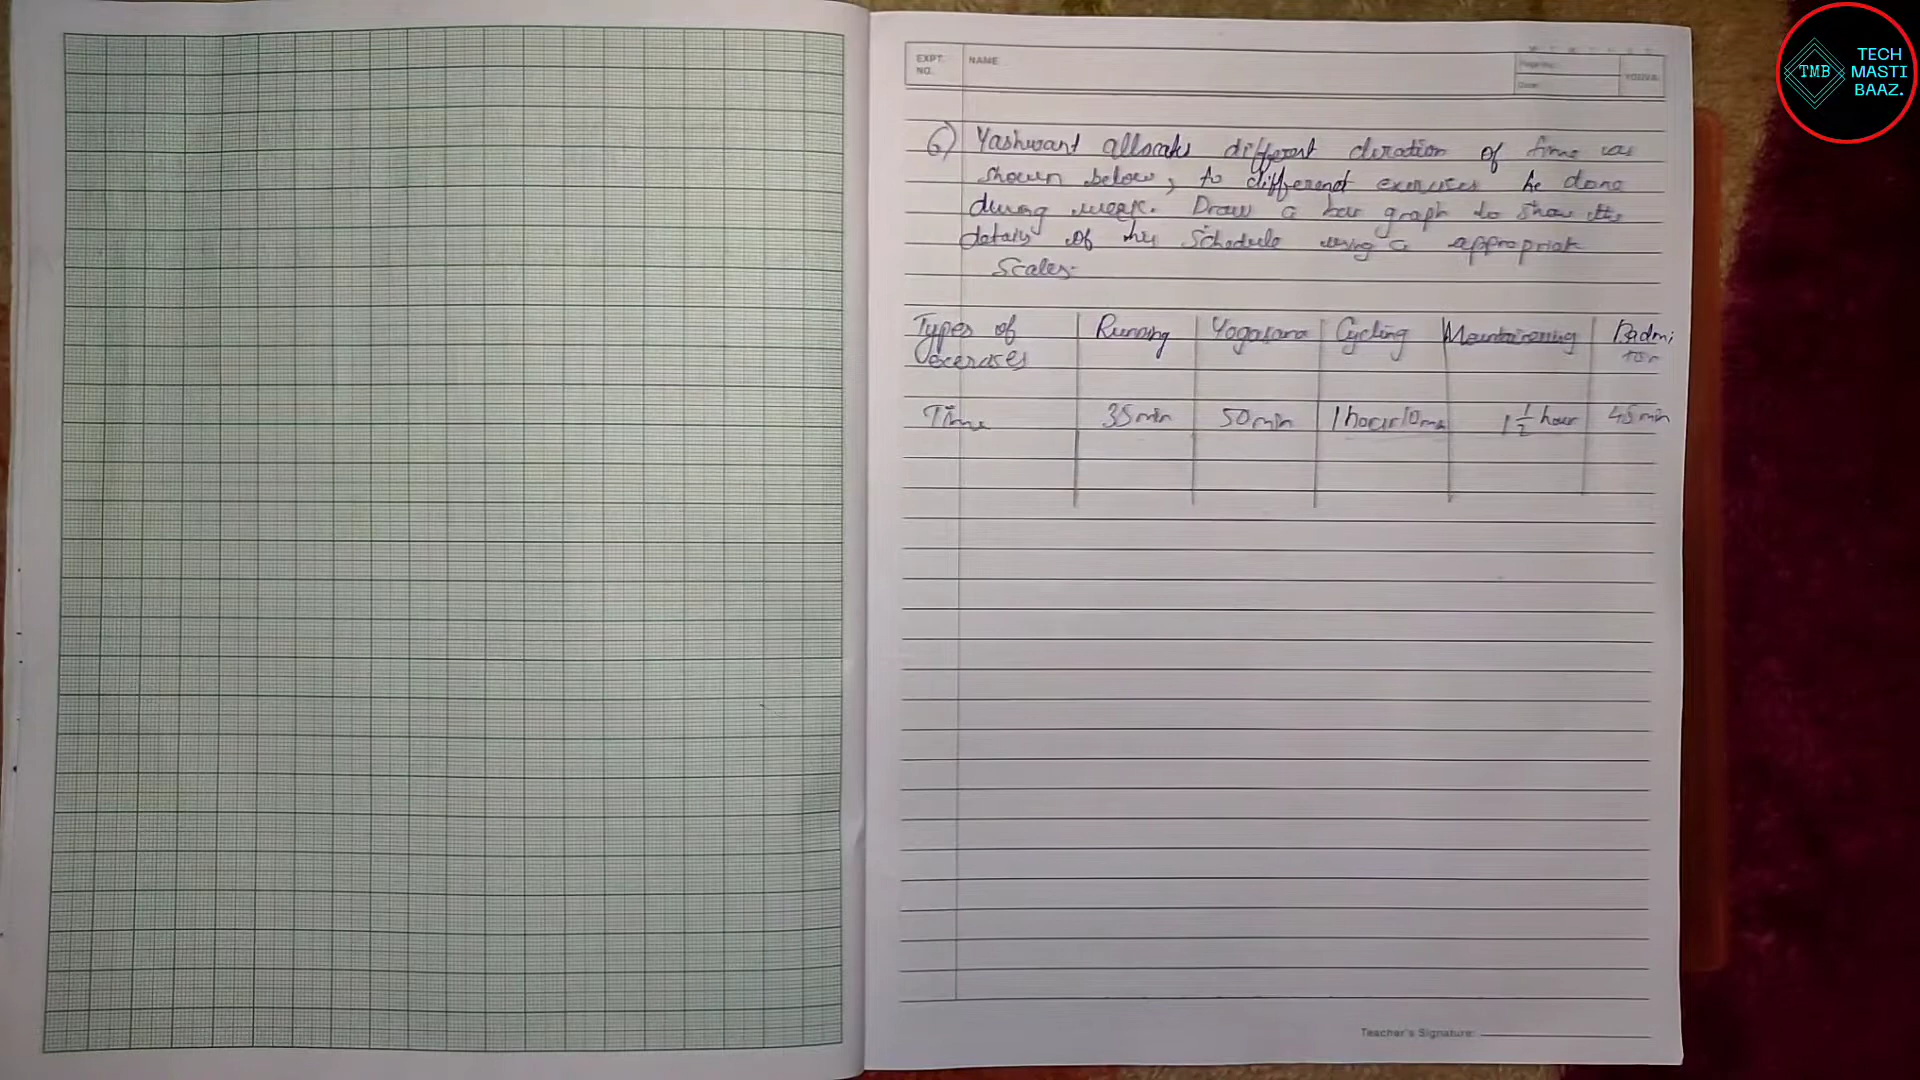 EXPT. NO.
NAME
TMB
TECH
MASTI
BAAZ.
6) Yashwant allocates different duration of time as
shown below, to different exercises he done
during week. Draw a bar graph to show the
details of his Schedule using a appropriat
Scales.
Types of exercises | Running | Yogasana | Cycling | Mountaineering | Badmi ton
Time | 35 min | 50 min | 1 hour 10 min | 1 1/2 hour | 45 min
Teacher's Signature: